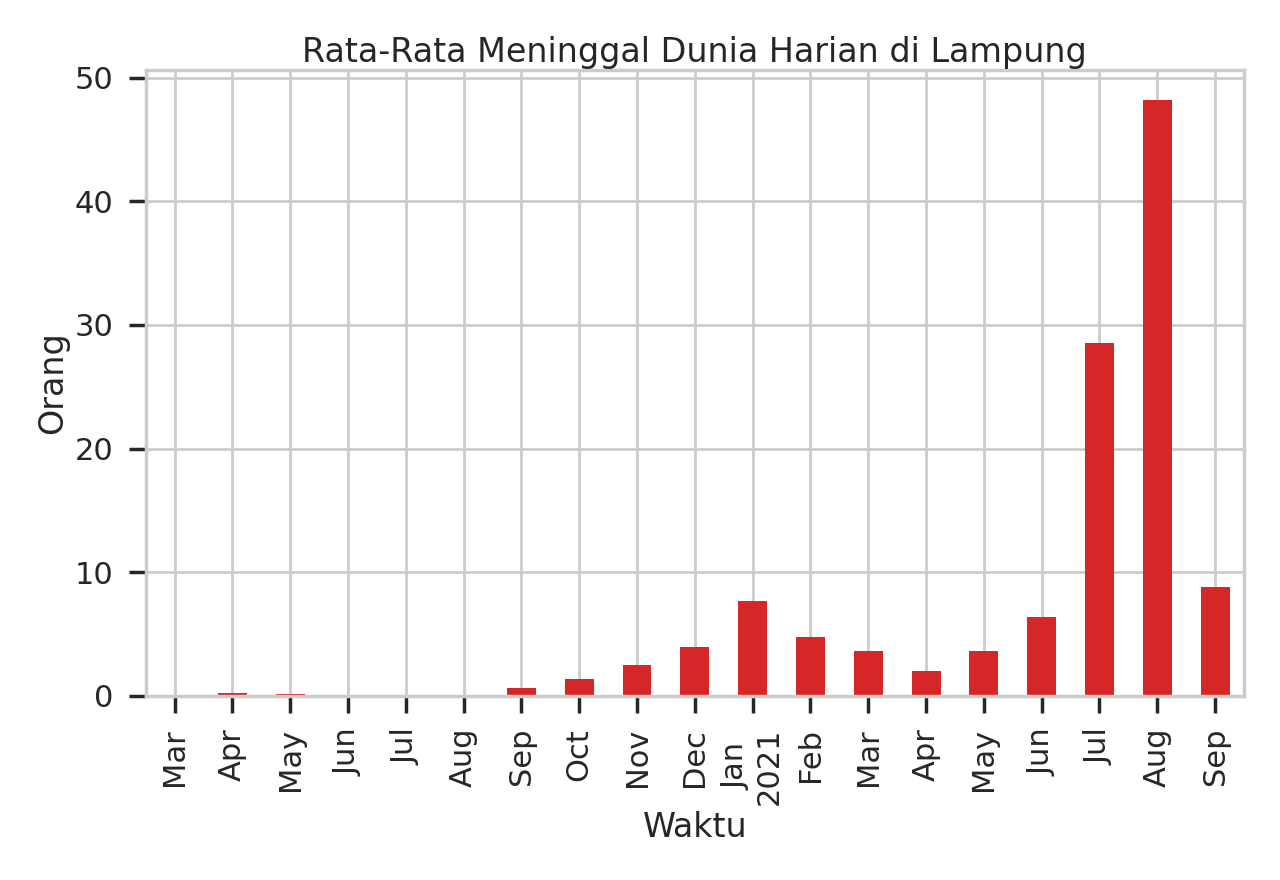 Rata-Rata Meninggal Dunia Harian di Lampung
50
40
30
20
10
0
Orang
Mar
Apr
May
Jun
Jul
Aug
Sep
Oct
Nov
Dec
Jan
2021
Feb
Mar
Apr
May
Jun
Jul
Aug
Sep
Waktu